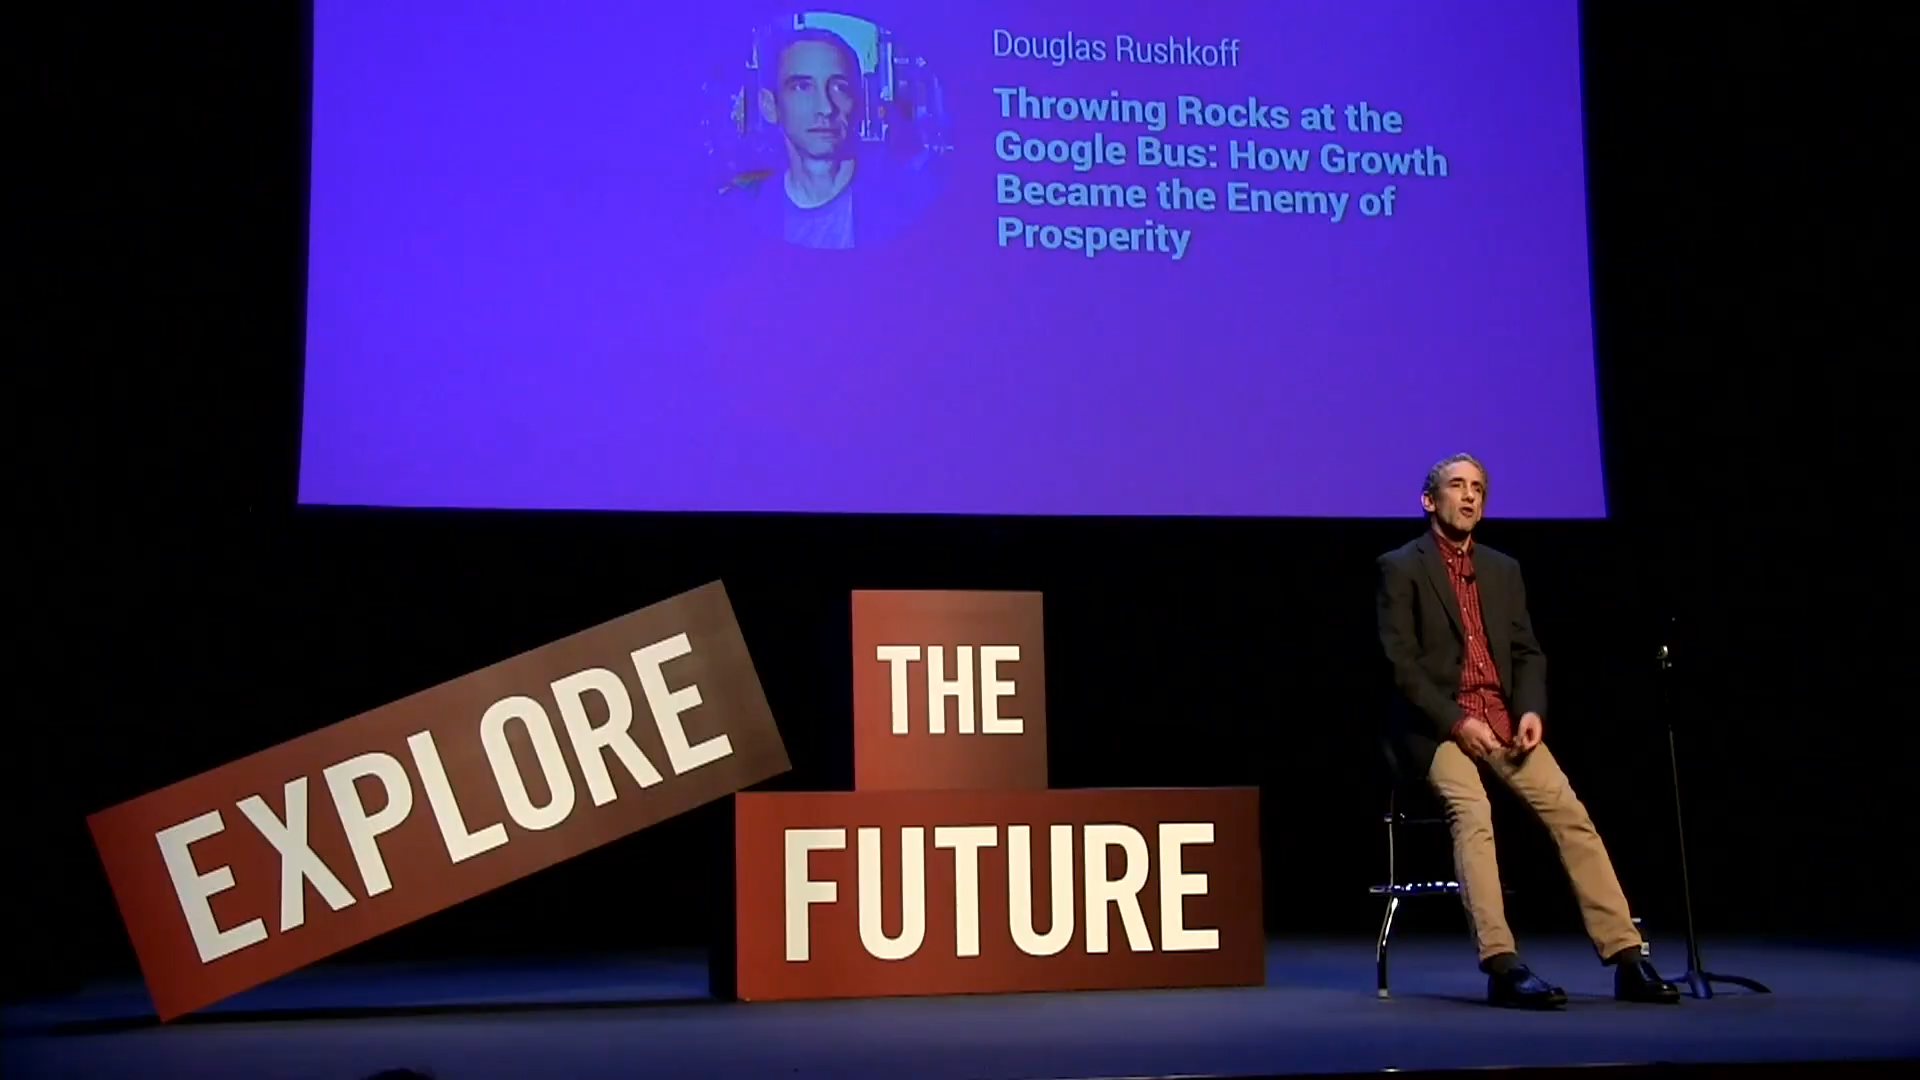 Douglas Rushkoff
Throwing Rocks at the
Google Bus: How Growth
Became the Enemy of
Prosperity
EXPLORE
THE
FUTURE